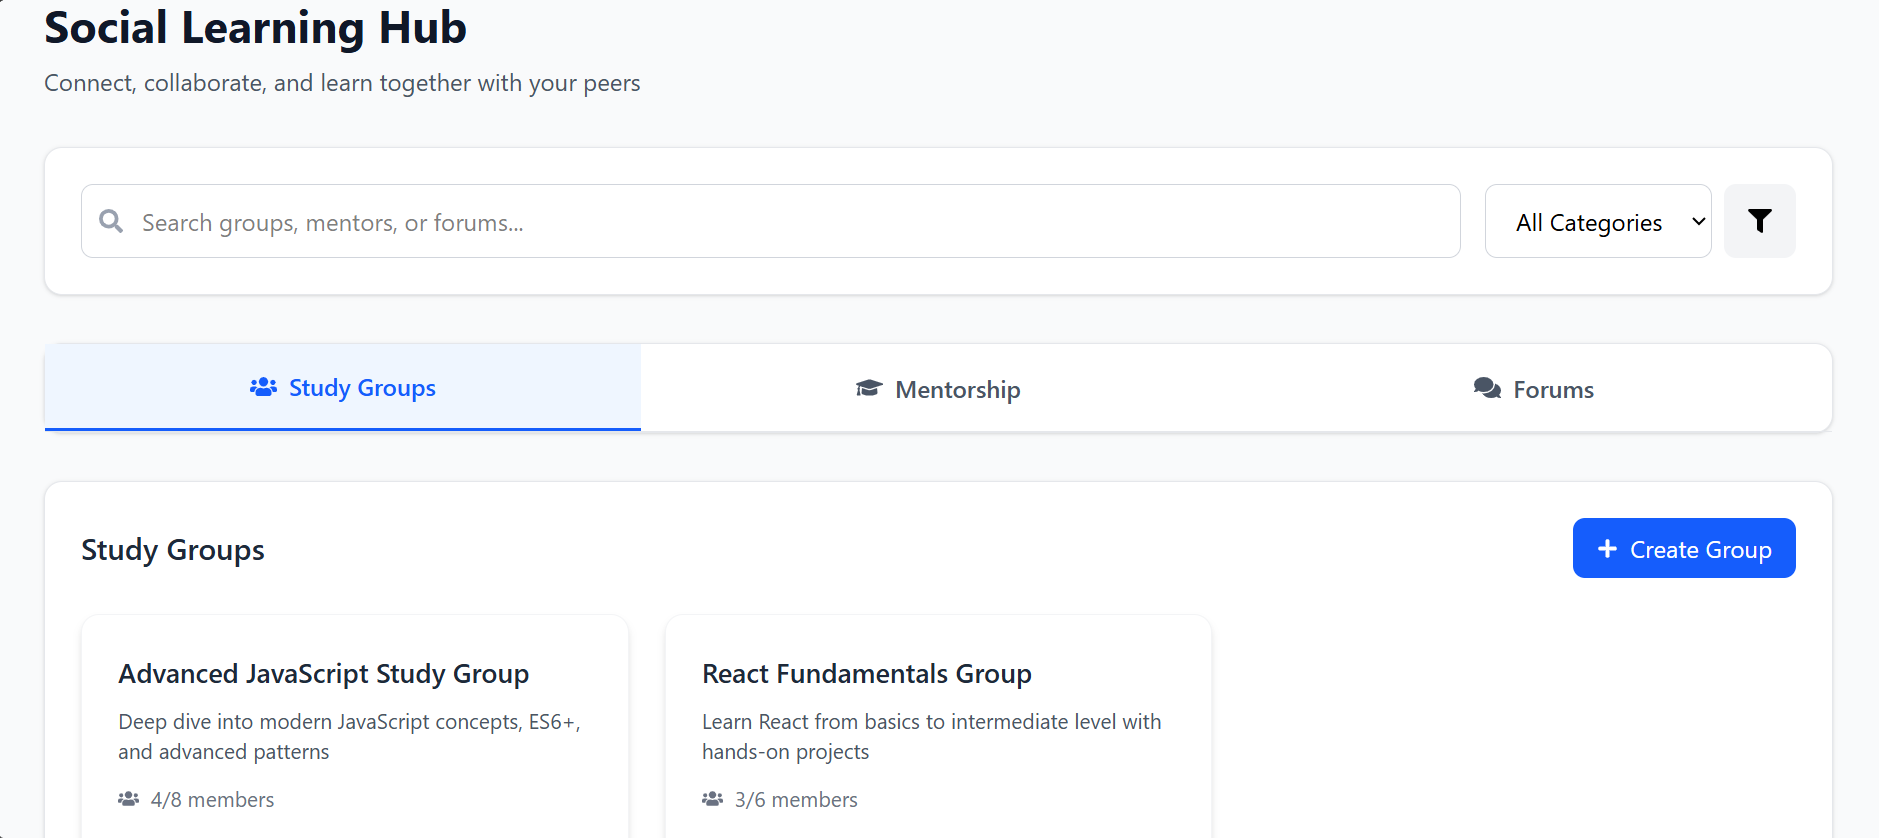 Social Learning Hub
Connect, collaborate, and learn together with your peers
Search groups, mentors, or forums...
All Categories
Study Groups
Mentorship
Forums
Study Groups
Create Group
Advanced JavaScript Study Group
Deep dive into modern JavaScript concepts, ES6+,
and advanced patterns
4/8 members
React Fundamentals Group
Learn React from basics to intermediate level with
hands-on projects
3/6 members